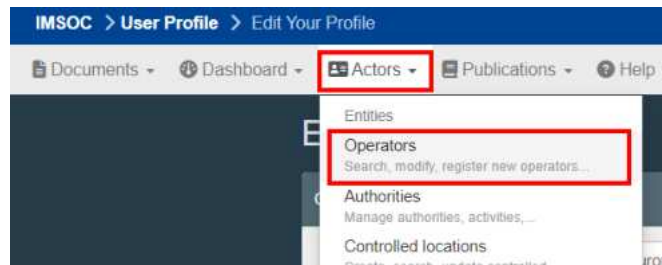 IMSOC > User Profile > Edit Your Profile
Documents Dashboard Actors Publications Help
Entities
Operators
Search, modify, register new operators...
Authorities
Manage authorities, activities,...
Controlled locations